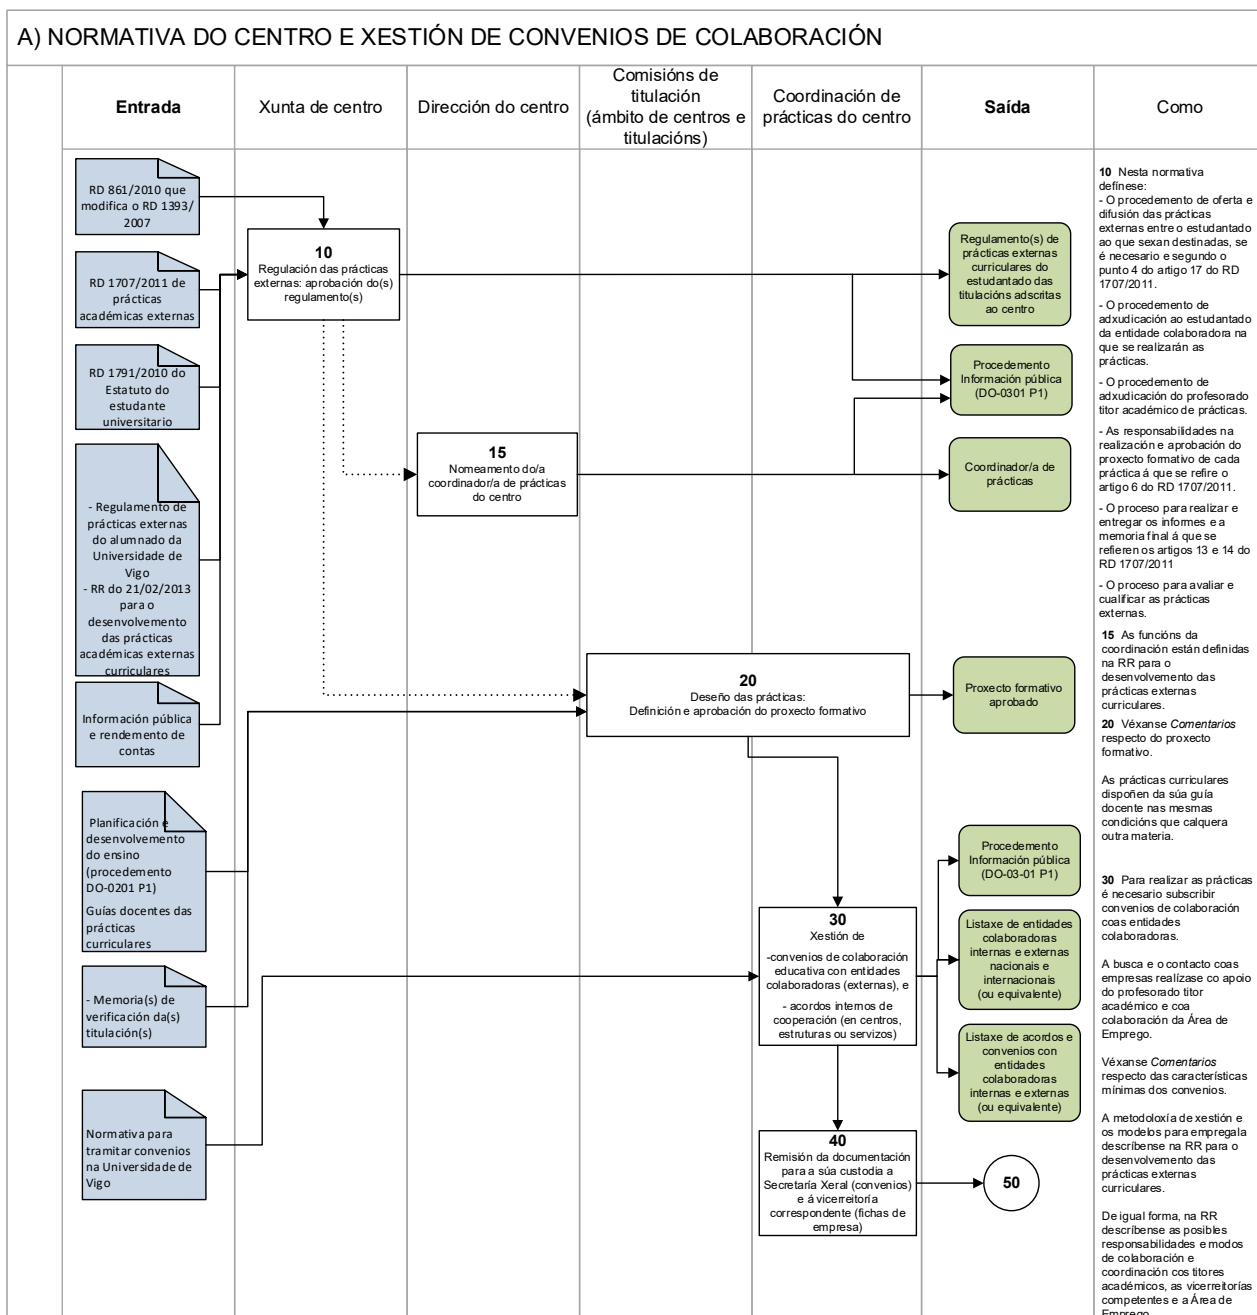 A) NORMATIVA DO CENTRO E XESTIÓN DE CONVENIOS DE COLABORACIÓN
Entrada
Xunta de centro
Dirección do centro
Comisións de
titulación
(ámbito de centros e
titulacións)
Coordinación de
prácticas do centro
Saída
Como
RD 861/2010 que
modifica o RD 1393/
2007
RD 1707/2011 de
prácticas
académicas externas
RD 1791/2010 do
Estatuto do
estudante
universitario
- Regulamento de
prácticas externas
do alumnado da
Universidade de
Vigo
- RR do 21/02/2013
para o
desenvolvemento
das prácticas
académicas externas
curriculares
Información pública
e rendemento de
contas
Planificación e
desenvolvemento
do ensino
(procedemento
DO-0201 P1)
Guías docentes das
prácticas
curriculares
- Memoria(s) de
verificación da(s)
titulación(s)
Normativa para
tramitar convenios
na Universidade de
Vigo
10
Regulación das prácticas
externas: aprobación do(s)
regulamento(s)
15
Nomeamento do/a
coordinador/a de prácticas
do centro
20
Deseño das prácticas:
Definición e aprobación do proxecto formativo
30
Xestión de
-convenios de colaboración
educativa con entidades
colaboradoras (externas), e
- acordos internos de
cooperación (en centros,
estruturas ou servizos)
40
Remisión da documentación
para a súa custodia a
Secretaría Xeral (convenios)
e á vicerreitoría
correspondente (fichas de
empresa)
Regulamento(s) de
prácticas externas
curriculares do
estudantado das
titulacións adscritas
ao centro
Procedemento
Información pública
(DO-0301 P1)
Coordinador/a de
prácticas
Proxecto formativo
aprobado
Procedemento
Información pública
(DO-03-01 P1)
Listaxe de entidades
colaboradoras
internas e externas
nacionais e
internacionais
(ou equivalente)
Listaxe de acordos e
convenios con
entidades
colaboradoras
internas e externas
(ou equivalente)
50
10 Nesta normativa
defínese:
- O procedemento de oferta e
difusión das prácticas
externas entre o estudantado
ao que sexan destinadas, se
é necesario e segundo o
punto 4 do artigo 17 do RD
1707/2011.
- O procedemento de
adxudicación ao estudantado
da entidade colaboradora na
que se realizarán as
prácticas.
- O procedemento de
adxudicación do profesorado
titor académico de prácticas.
- As responsabilidades na
realización e aprobación do
proxecto formativo de cada
práctica á que se refire o
artigo 6 do RD 1707/2011.
- O proceso para realizar e
entregar os informes e a
memoria final á que se
refieren os artigos 13 e 14 do
RD 1707/2011
- O proceso para avaliar e
cualificar as prácticas
externas.
15 As funcións da
coordinación están definidas
na RR para o
desenvolvemento das
prácticas externas
curriculares.
20 Véxanse Comentarios
respecto do proxecto
formativo.
As prácticas curriculares
dispoñen da súa guía
docente nas mesmas
condicións que calquera
outra materia.
30 Para realizar as prácticas
é necesario subscribir
convenios de colaboración
coas entidades
colaboradoras.
A busca e o contacto coas
empresas realízase co apoio
do profesorado titor
académico e coa
colaboración da Área de
Emprego.
Véxanse Comentarios
respecto das características
mínimas dos convenios.
A metodoloxía de xestión e
os modelos para empregala
descríbense na RR para o
desenvolvemento das
prácticas externas
curriculares.
De igual forma, na RR
descríbense as posibles
responsabilidades e modos
de colaboración e
coordinación cos titores
académicos, as vicerreitorías
competentes e a Área de
Emprego